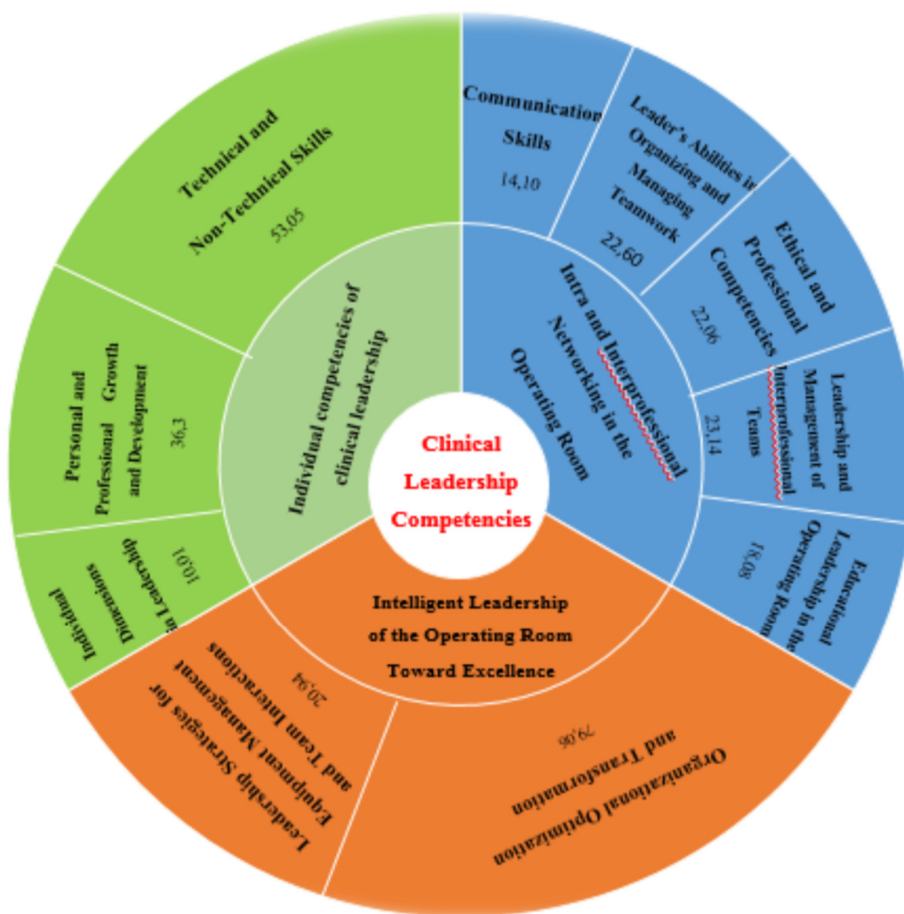 Clinical
Leadership
Competencies
Intra and Interprofessional
Networking in the
Operating Room
Communication
Skills
14,10
Leader's Abilities in
Organizing and
Managing
Teamwork
22,60
Ethical and
Professional
Competencies
22,06
Leadership and
Management of
Interprofessional
Teams
23,14
Educational
Leadership in the
Operating Room
18,08
Intelligent Leadership
of the Operating Room
Toward Excellence
Organizational Optimization
and Transformation
79,06
Leadership Strategies for
Equipment Management
and Team Interactions
20,94
Individual competencies of
clinical leadership
Individual
Dimensions
in Leadership
10,01
Personal and
Professional Growth
and Development
36,3
Technical and
Non-Technical Skills
53,05